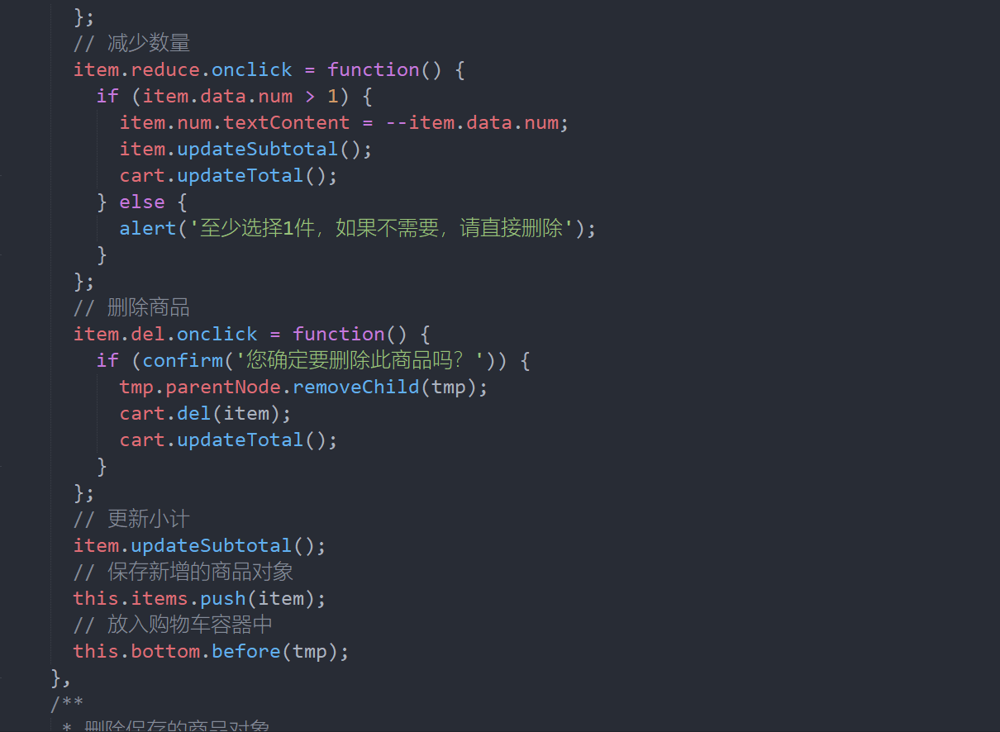 };
// 减少数量
item.reduce.onclick = function() {
if (item.data.num > 1) {
item.num.textContent = --item.data.num;
item.updateSubtotal();
cart.updateTotal();
} else {
alert('至少选择1件，如果不需要，请直接删除');
}
};
// 删除商品
item.del.onclick = function() {
if (confirm('您确定要删除此商品吗？')) {
tmp.parentNode.removeChild(tmp);
cart.del(item);
cart.updateTotal();
}
};
// 更新小计
item.updateSubtotal();
// 保存新增的商品对象
this.items.push(item);
// 放入购物车容器中
this.bottom.before(tmp);
},
/**
* 删除保存的商品对象